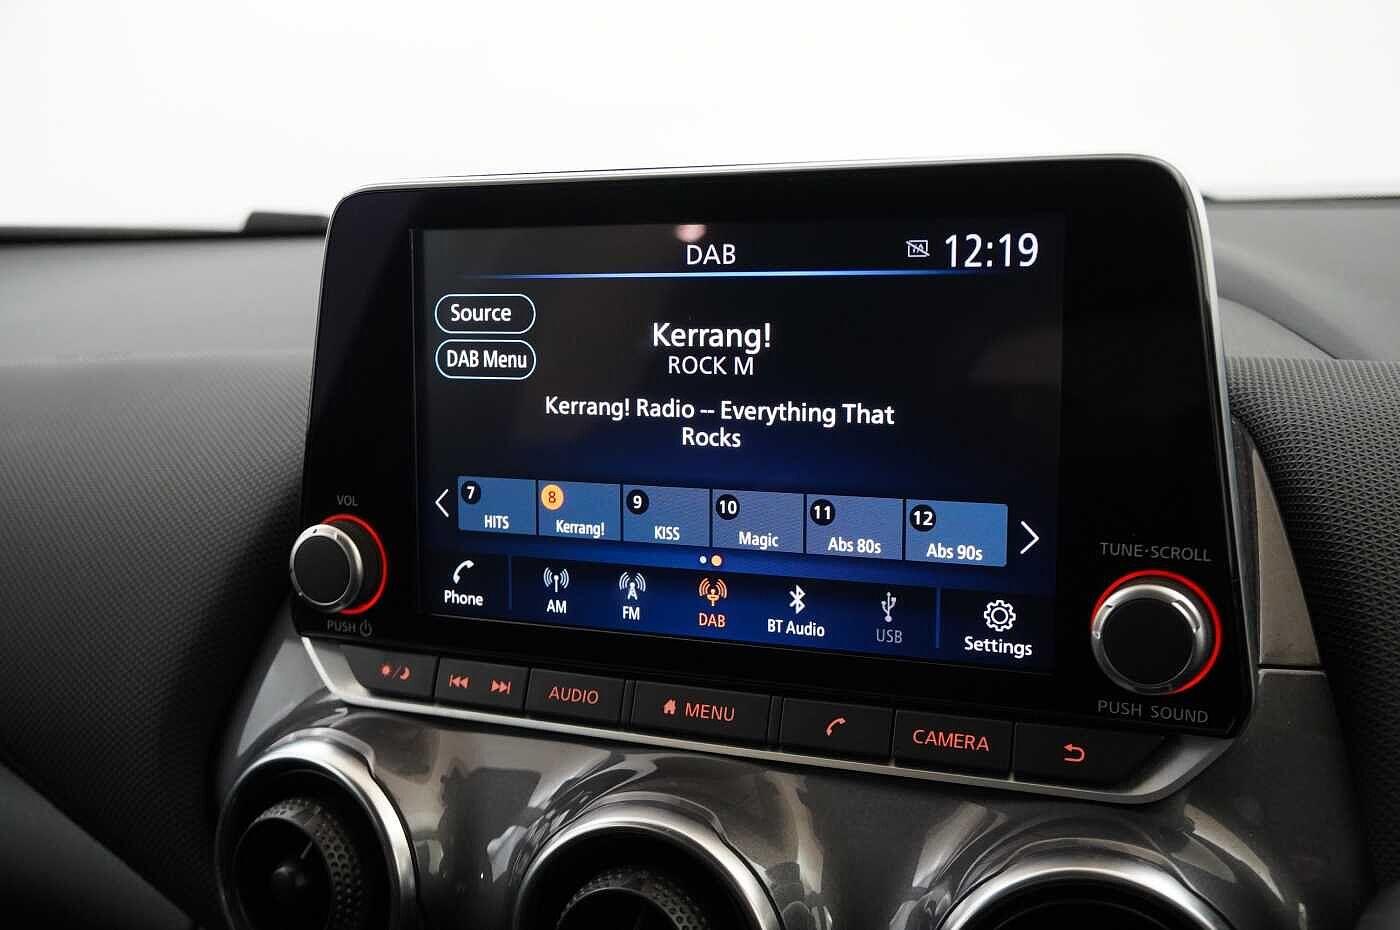 DAB
TA
12:19
Source
DAB Menu
Kerrang!
ROCK M
Kerrang! Radio -- Everything That
Rocks
7 8 9 10 11 12
HITS Kerrang! KISS Magic Abs 80s Abs 90s
Phone AM FM DAB BT Audio USB Settings
VOL
PUSH
TUNE·SCROLL
PUSH SOUND
AUDIO MENU CAMERA